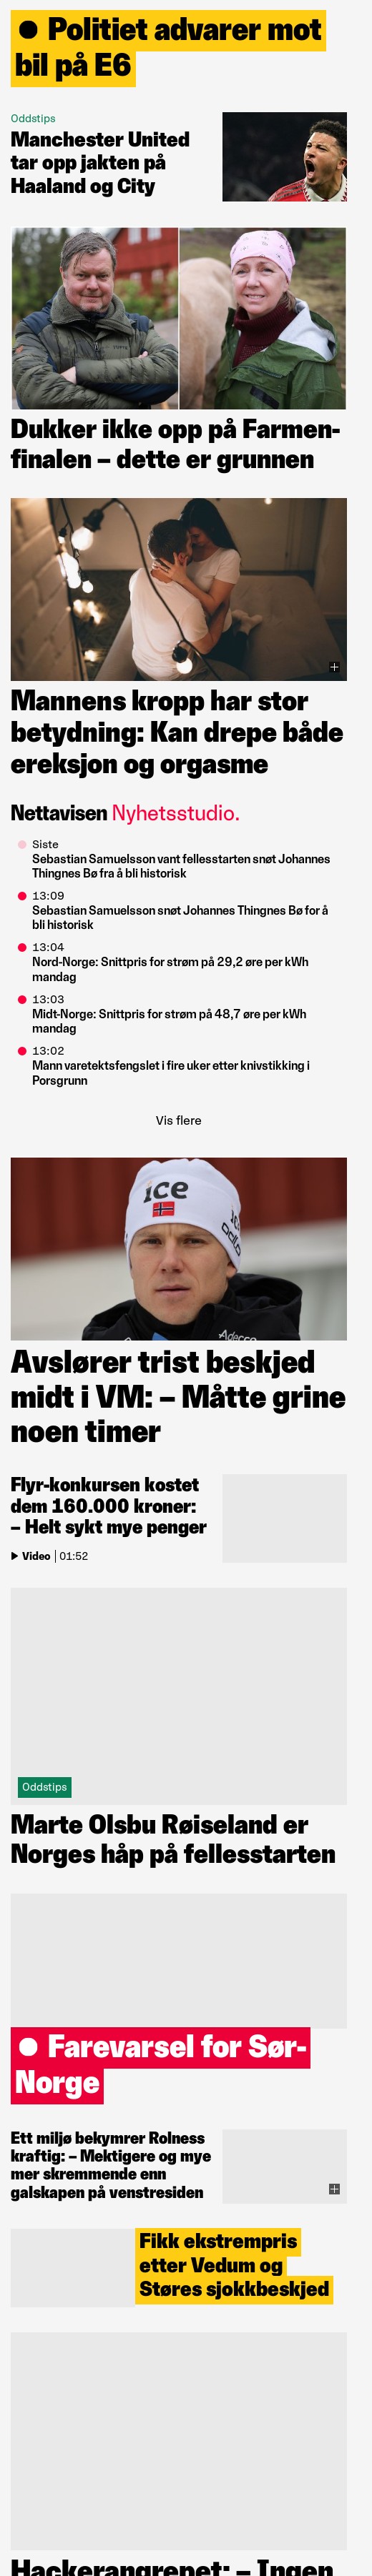 Politiet advarer mot
bil på E6
Oddstips
Manchester United
tar opp jakten på
Haaland og City
Dukker ikke opp på Farmen-
finalen – dette er grunnen
Mannens kropp har stor
betydning: Kan drepe både
ereksjon og orgasme
Nettavisen Nyhetsstudio.
Siste
Sebastian Samuelsson vant fellesstarten snøt Johannes
Thingnes Bø fra å bli historisk
13:09
Sebastian Samuelsson snøt Johannes Thingnes Bø for å
bli historisk
13:04
Nord-Norge: Snittpris for strøm på 29,2 øre per kWh
mandag
13:03
Midt-Norge: Snittpris for strøm på 48,7 øre per kWh
mandag
13:02
Mann varetektsfengslet i fire uker etter knivstikking i
Porsgrunn
Vis flere
ice
odlo
Adecco
Avslører trist beskjed
midt i VM: – Måtte grine
noen timer
Flyr-konkursen kostet
dem 160.000 kroner:
– Helt sykt mye penger
Video 01:52
Oddstips
Marte Olsbu Røiseland er
Norges håp på fellesstarten
Farevarsel for Sør-
Norge
Ett miljø bekymrer Rolness
kraftig: – Mektigere og mye
mer skremmende enn
galskapen på venstresiden
Fikk ekstrempris
etter Vedum og
Støres sjokkbeskjed
Hackerangrepet: – Ingen